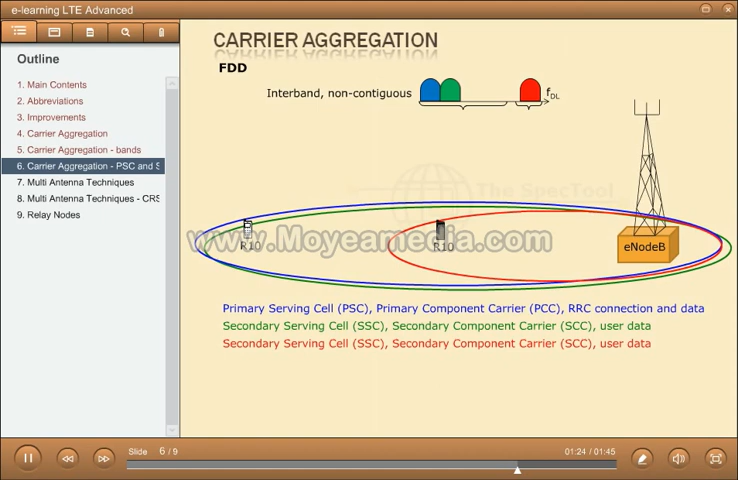 e-learning LTE Advanced
Outline
1. Main Contents
2. Abbreviations
3. Improvements
4. Carrier Aggregation
5. Carrier Aggregation - bands
6. Carrier Aggregation - PSC and S
7. Multi Antenna Techniques
8. Multi Antenna Techniques - CRS
9. Relay Nodes
CARRIER AGGREGATION
FDD
Interband, non-contiguous
fDL
The SpecTool
www.Moyeamedia.com
R10
R10
eNodeB
Primary Serving Cell (PSC), Primary Component Carrier (PCC), RRC connection and data
Secondary Serving Cell (SSC), Secondary Component Carrier (SCC), user data
Secondary Serving Cell (SSC), Secondary Component Carrier (SCC), user data
Slide 6 / 9
01:24 / 01:45